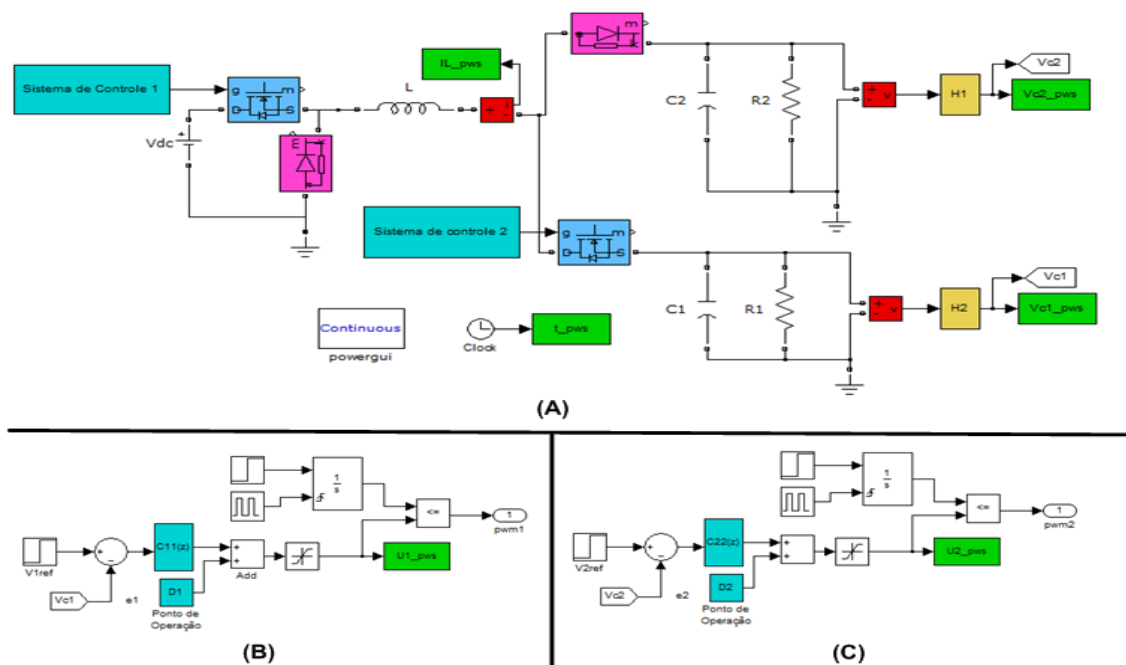 IL_pws
m
k
Vc2
Sistema de Controle 1
g
m
D
S
L
+
i
-
C2
R2
+
-
v
H1
Vc2_pws
Vdc
+
m
k
Sistema de controle 2
g
m
D
S
Vc1
C1
R1
+
-
v
H2
Vc1_pws
Continuous
powergui
Clock
t_pws
(A)
1
s
<=
1
pwm1
V1ref
+
-
C11(z)
+
+
Add
U1_pws
Vc1
e1
D1
Ponto de
Operação
(B)
1
s
<=
1
pwm2
V2ref
+
-
C22(z)
+
+
U2_pws
Vc2
e2
D2
Ponto de
Operação
(C)